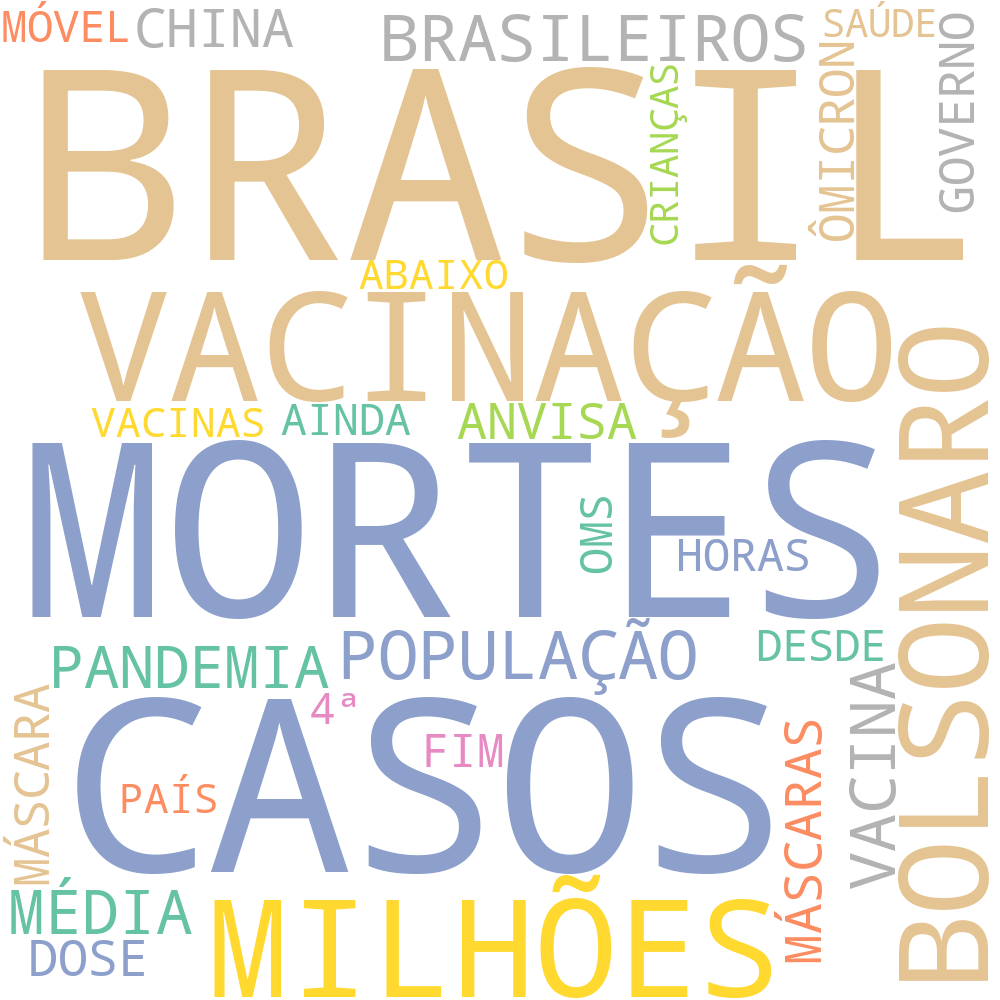 MÓVEL
CHINA
BRASILEIROS
SAÚDE
BRASIL
CRIANÇAS
ÔMICRON
GOVERNO
ABAIXO
VACINAÇÃO
VACINAS
AINDA
ANVISA
BOLSONARO
MORTES
OMS
HORAS
PANDEMIA
POPULAÇÃO
DESDE
4ª
CASOS
FIM
PAÍS
MÁSCARA
MÁSCARAS
VACINA
MÉDIA
MILHÕES
DOSE